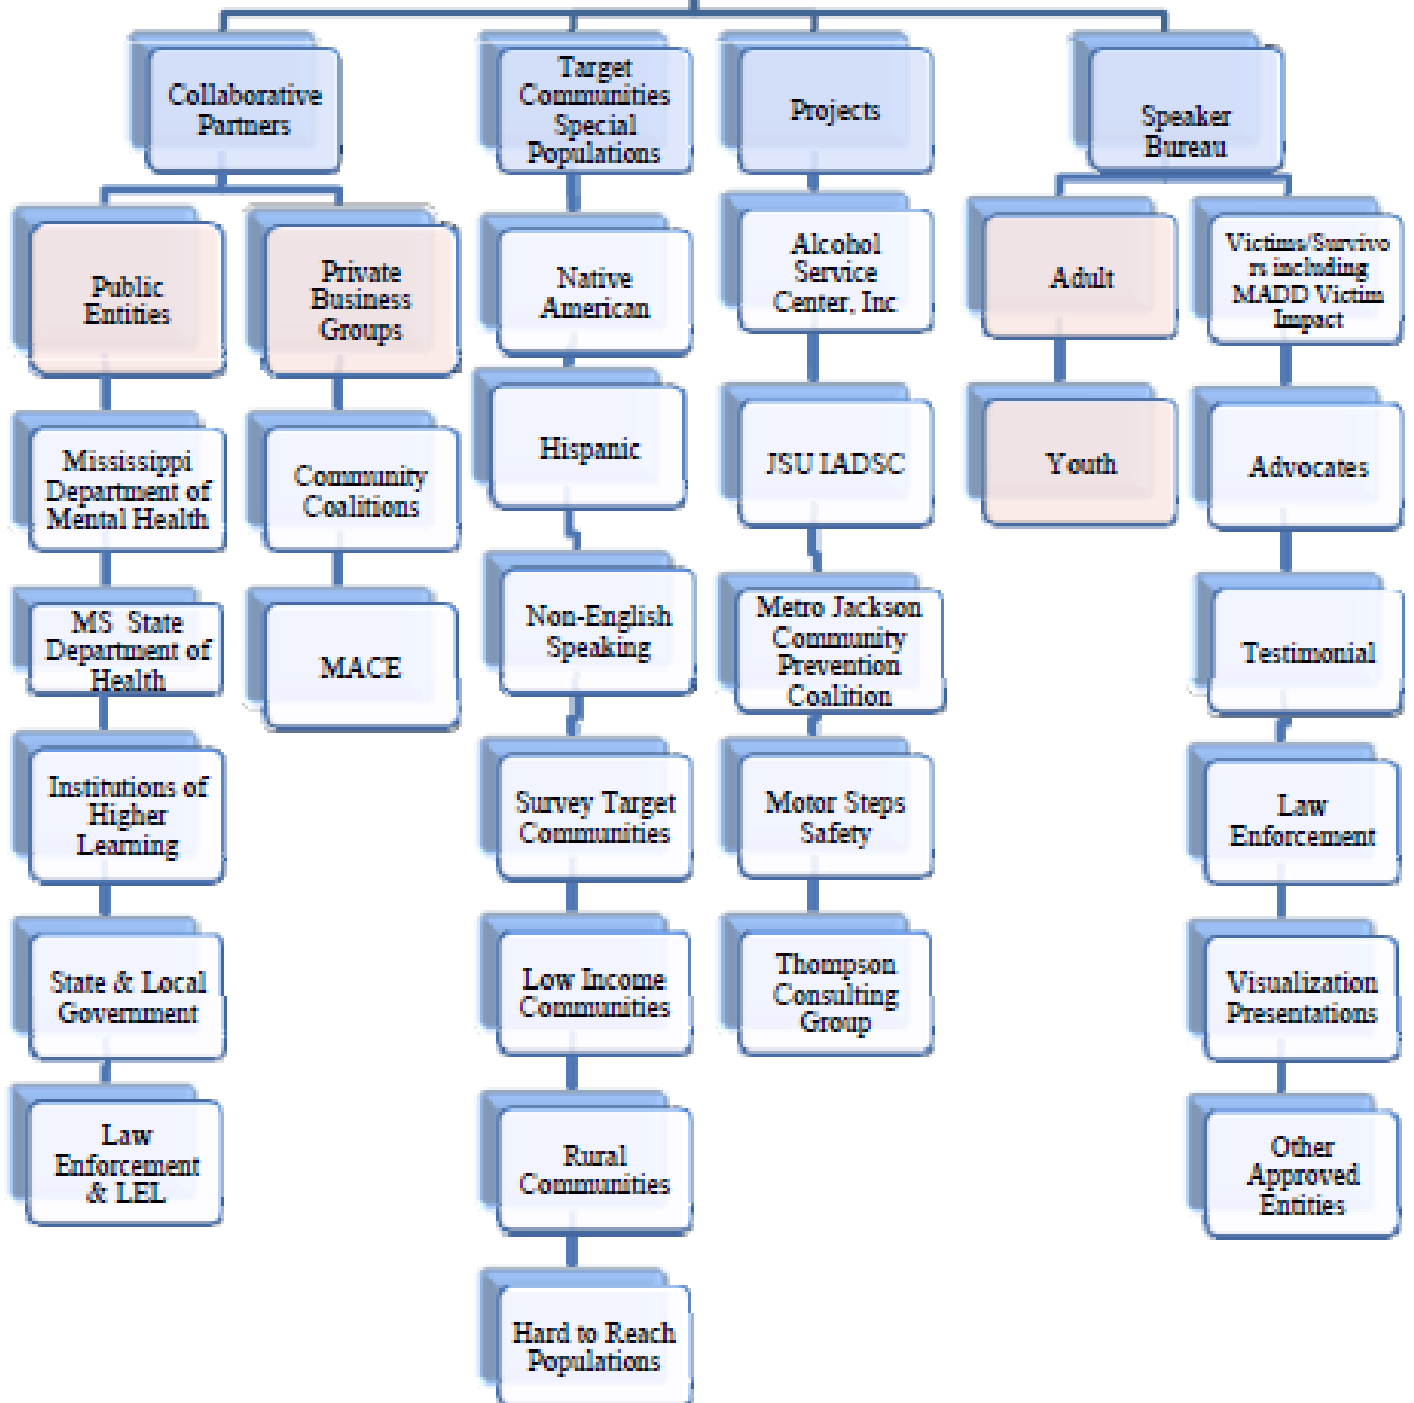 Collaborative
Partners
Target
Communities
Special
Populations
Projects
Speaker
Bureau
Public
Entities
Private
Business
Groups
Native
American
Alcohol
Service
Center, Inc
Adult
Victims/Survivo
rs including
MADD Victim
Impact
Mississippi
Department of
Mental Health
Community
Coalitions
Hispanic
JSU IADSC
Youth
Advocates
MS State
Department of
Health
MACE
Non-English
Speaking
Metro Jackson
Community
Prevention
Coalition
Testimonial
Institutions of
Higher
Learning
Survey Target
Communities
Motor Steps
Safety
Law
Enforcement
State & Local
Government
Low Income
Communities
Thompson
Consulting
Group
Visualization
Presentations
Law
Enforcement
& LEL
Rural
Communities
Other
Approved
Entities
Hard to Reach
Populations